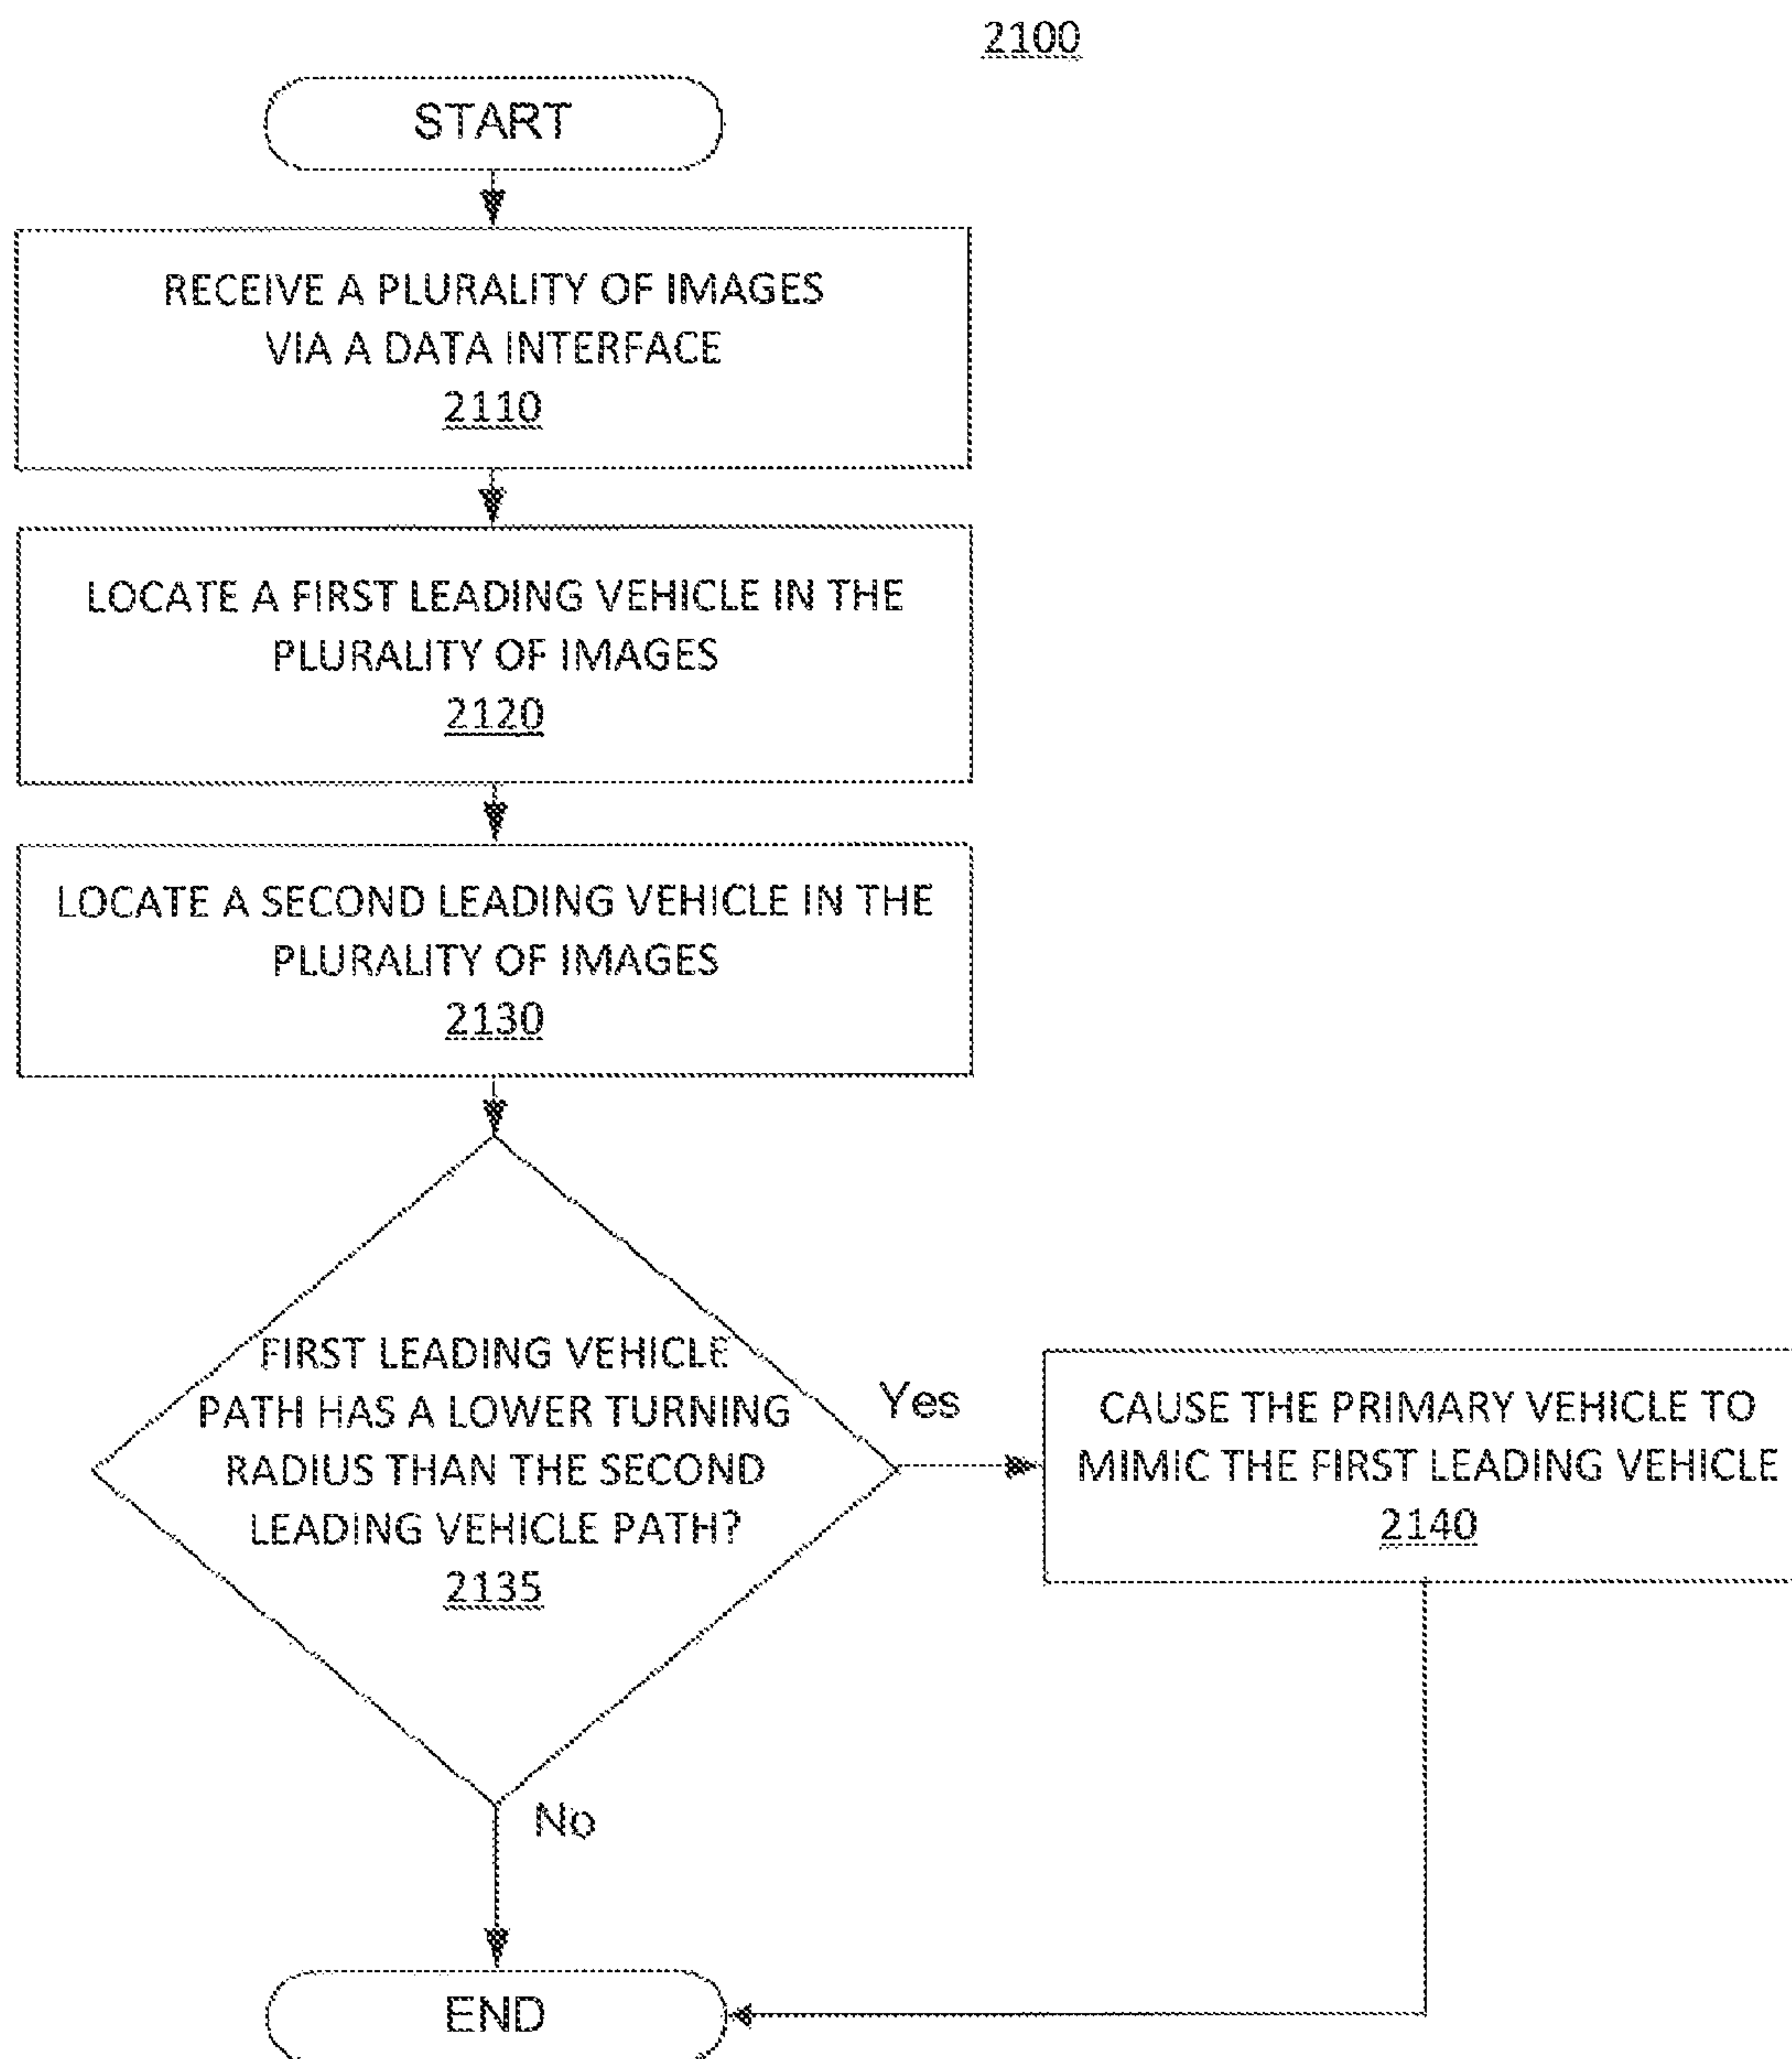 2100
START
RECEIVE A PLURALITY OF IMAGES
VIA A DATA INTERFACE
2110
LOCATE A FIRST LEADING VEHICLE IN THE
PLURALITY OF IMAGES
2120
LOCATE A SECOND LEADING VEHICLE IN THE
PLURALITY OF IMAGES
2130
FIRST LEADING VEHICLE
PATH HAS A LOWER TURNING
RADIUS THAN THE SECOND
LEADING VEHICLE PATH?
2135
Yes
CAUSE THE PRIMARY VEHICLE TO
MIMIC THE FIRST LEADING VEHICLE
2140
No
END